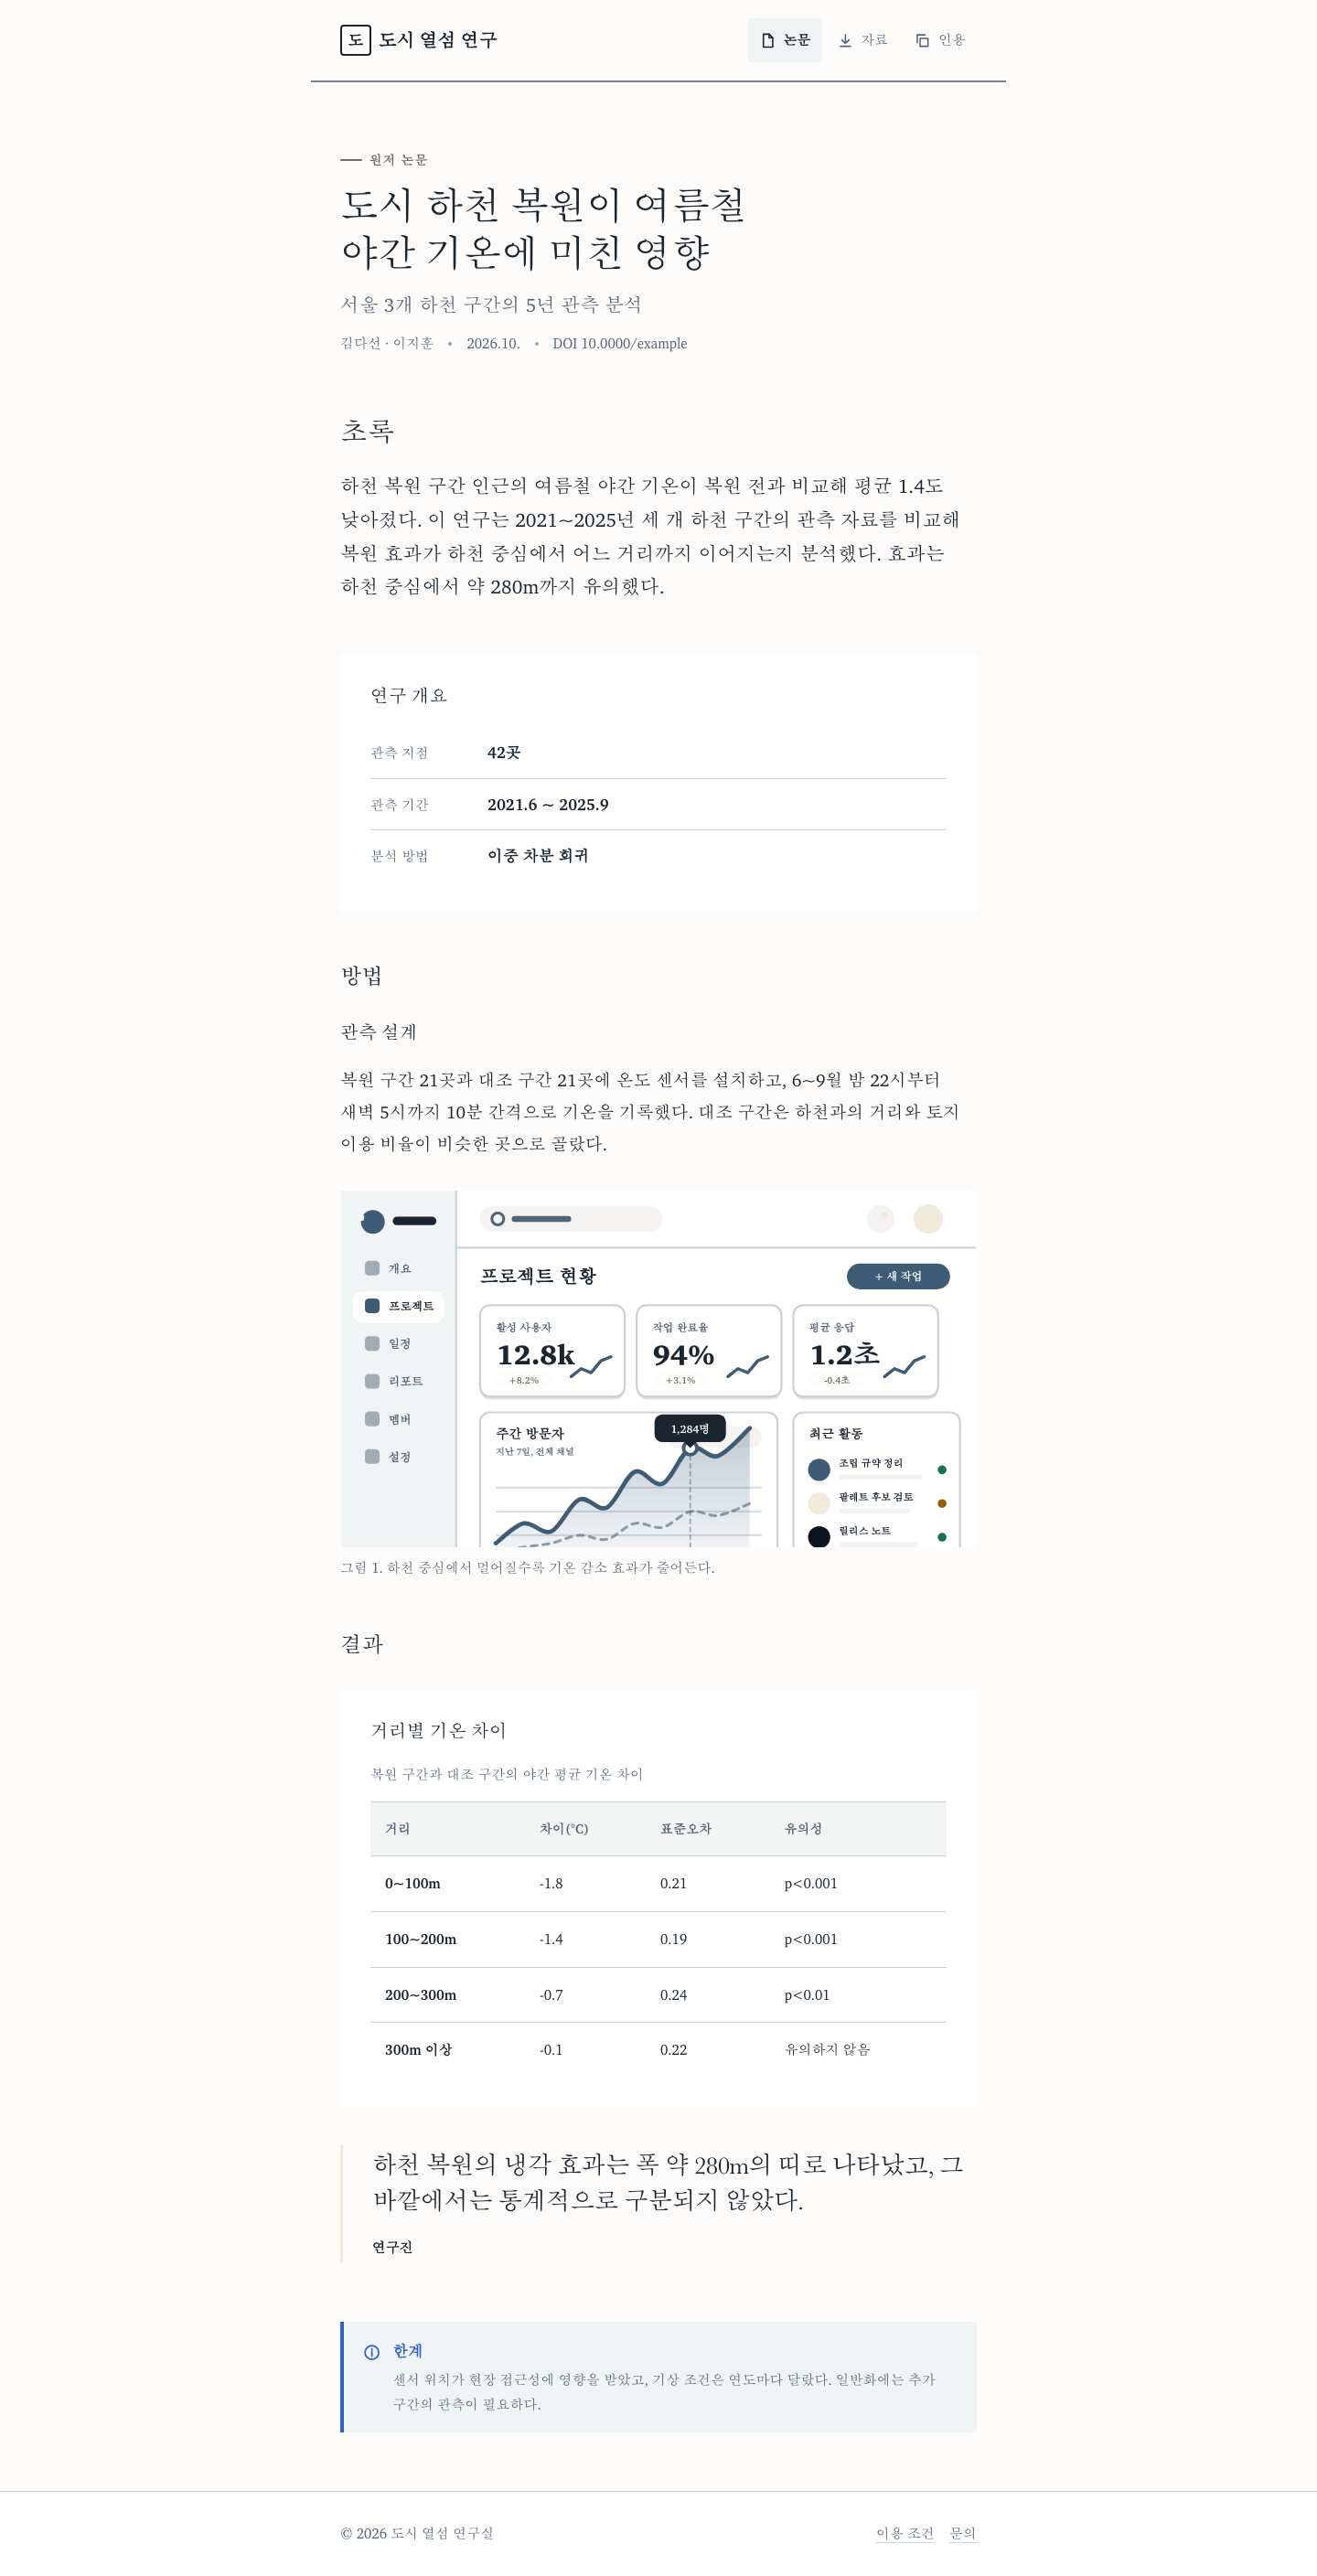 도 도시 열섬 연구
논문 자료 인용
원저 논문
도시 하천 복원이 여름철
야간 기온에 미친 영향
서울 3개 하천 구간의 5년 관측 분석
김다선 · 이지훈 • 2026.10. • DOI 10.0000/example
초록
하천 복원 구간 인근의 여름철 야간 기온이 복원 전과 비교해 평균 1.4도
낮아졌다. 이 연구는 2021~2025년 세 개 하천 구간의 관측 자료를 비교해
복원 효과가 하천 중심에서 어느 거리까지 이어지는지 분석했다. 효과는
하천 중심에서 약 280m까지 유의했다.
연구 개요
관측 지점 42곳
관측 기간 2021.6 ~ 2025.9
분석 방법 이중 차분 회귀
방법
관측 설계
복원 구간 21곳과 대조 구간 21곳에 온도 센서를 설치하고, 6~9월 밤 22시부터
새벽 5시까지 10분 간격으로 기온을 기록했다. 대조 구간은 하천과의 거리와 토지
이용 비율이 비슷한 곳으로 골랐다.
개요
프로젝트
일정
리포트
멤버
설정
프로젝트 현황
+ 새 작업
활성 사용자
12.8k
+8.2%
작업 완료율
94%
+3.1%
평균 응답
1.2초
-0.4초
주간 방문자
지난 7일, 전체 채널
1,284명
최근 활동
조립 규약 정리
팔레트 후보 검토
릴리스 노트
그림 1. 하천 중심에서 멀어질수록 기온 감소 효과가 줄어든다.
결과
거리별 기온 차이
복원 구간과 대조 구간의 야간 평균 기온 차이
거리 차이(℃) 표준오차 유의성
0~100m -1.8 0.21 p<0.001
100~200m -1.4 0.19 p<0.001
200~300m -0.7 0.24 p<0.01
300m 이상 -0.1 0.22 유의하지 않음
하천 복원의 냉각 효과는 폭 약 280m의 띠로 나타났고, 그
바깥에서는 통계적으로 구분되지 않았다.
연구진
한계
센서 위치가 현장 접근성에 영향을 받았고, 기상 조건은 연도마다 달랐다. 일반화에는 추가
구간의 관측이 필요하다.
© 2026 도시 열섬 연구실
이용 조건 문의